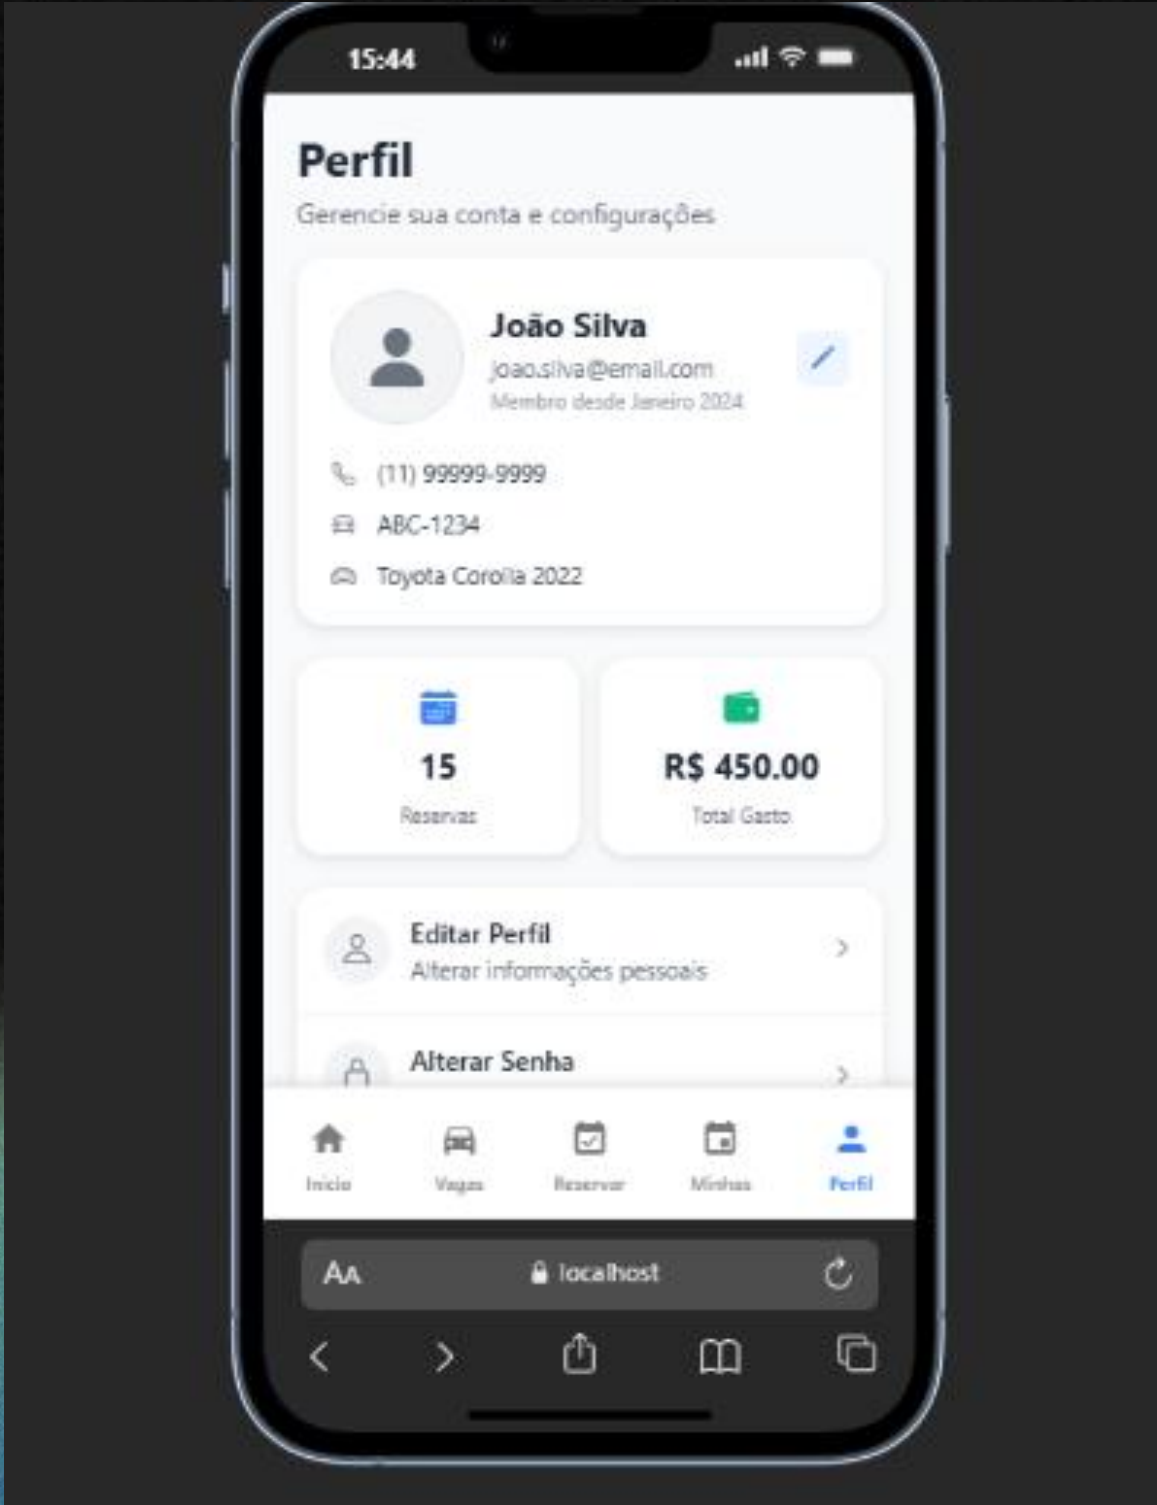 15:44
Perfil
Gerencie sua conta e configurações
João Silva
joao.silva@email.com
Membro desde Janeiro 2024
(11) 99999-9999
ABC-1234
Toyota Corolla 2022
15
Reservas
R$ 450.00
Total Gasto
Editar Perfil
Alterar informações pessoais
Alterar Senha
Início Vagas Reservar Minhas Perfil
AA localhost